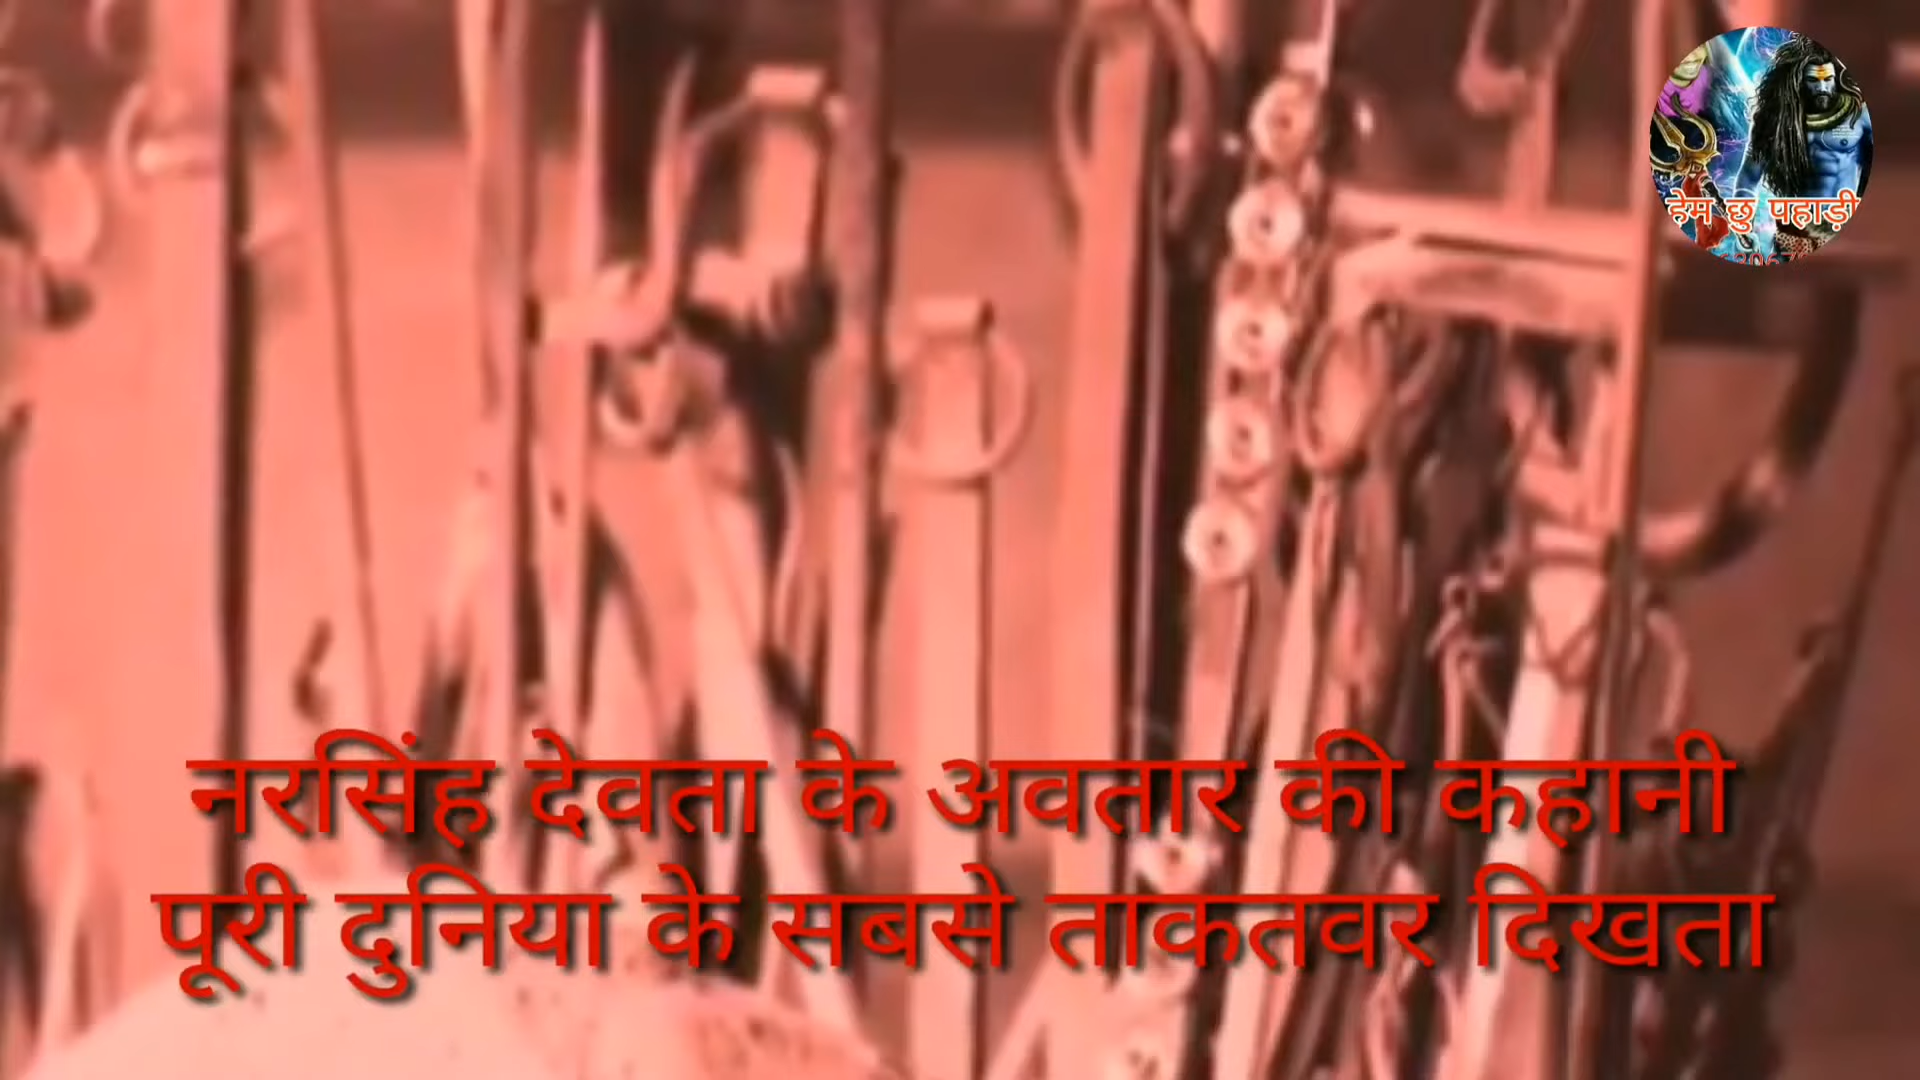 हेम छु पहाड़ी
नरसिंह देवता के अवतार की कहानी
पूरी दुनिया के सबसे ताकतवर दिखता